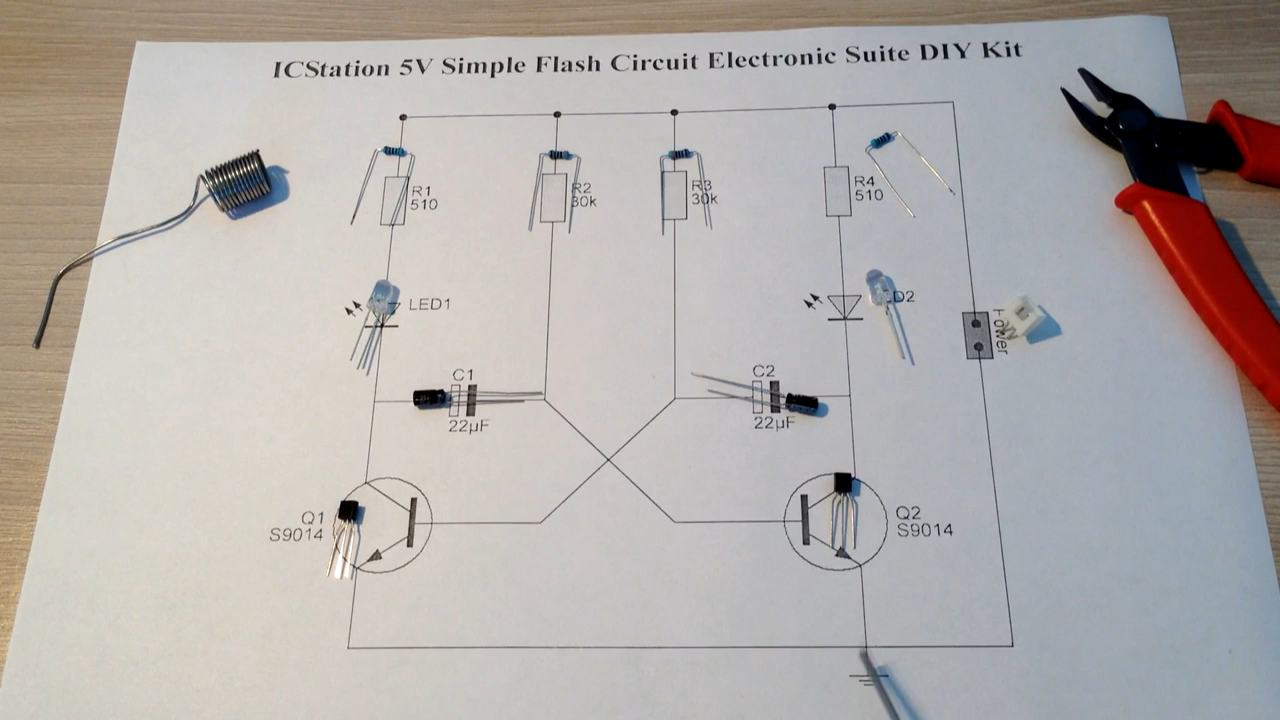 ICStation 5V Simple Flash Circuit Electronic Suite DIY Kit
R1
510
R2
30k
R3
30k
R4
510
LED1
D2
Power
C1
22µF
C2
22µF
Q1
S9014
Q2
S9014